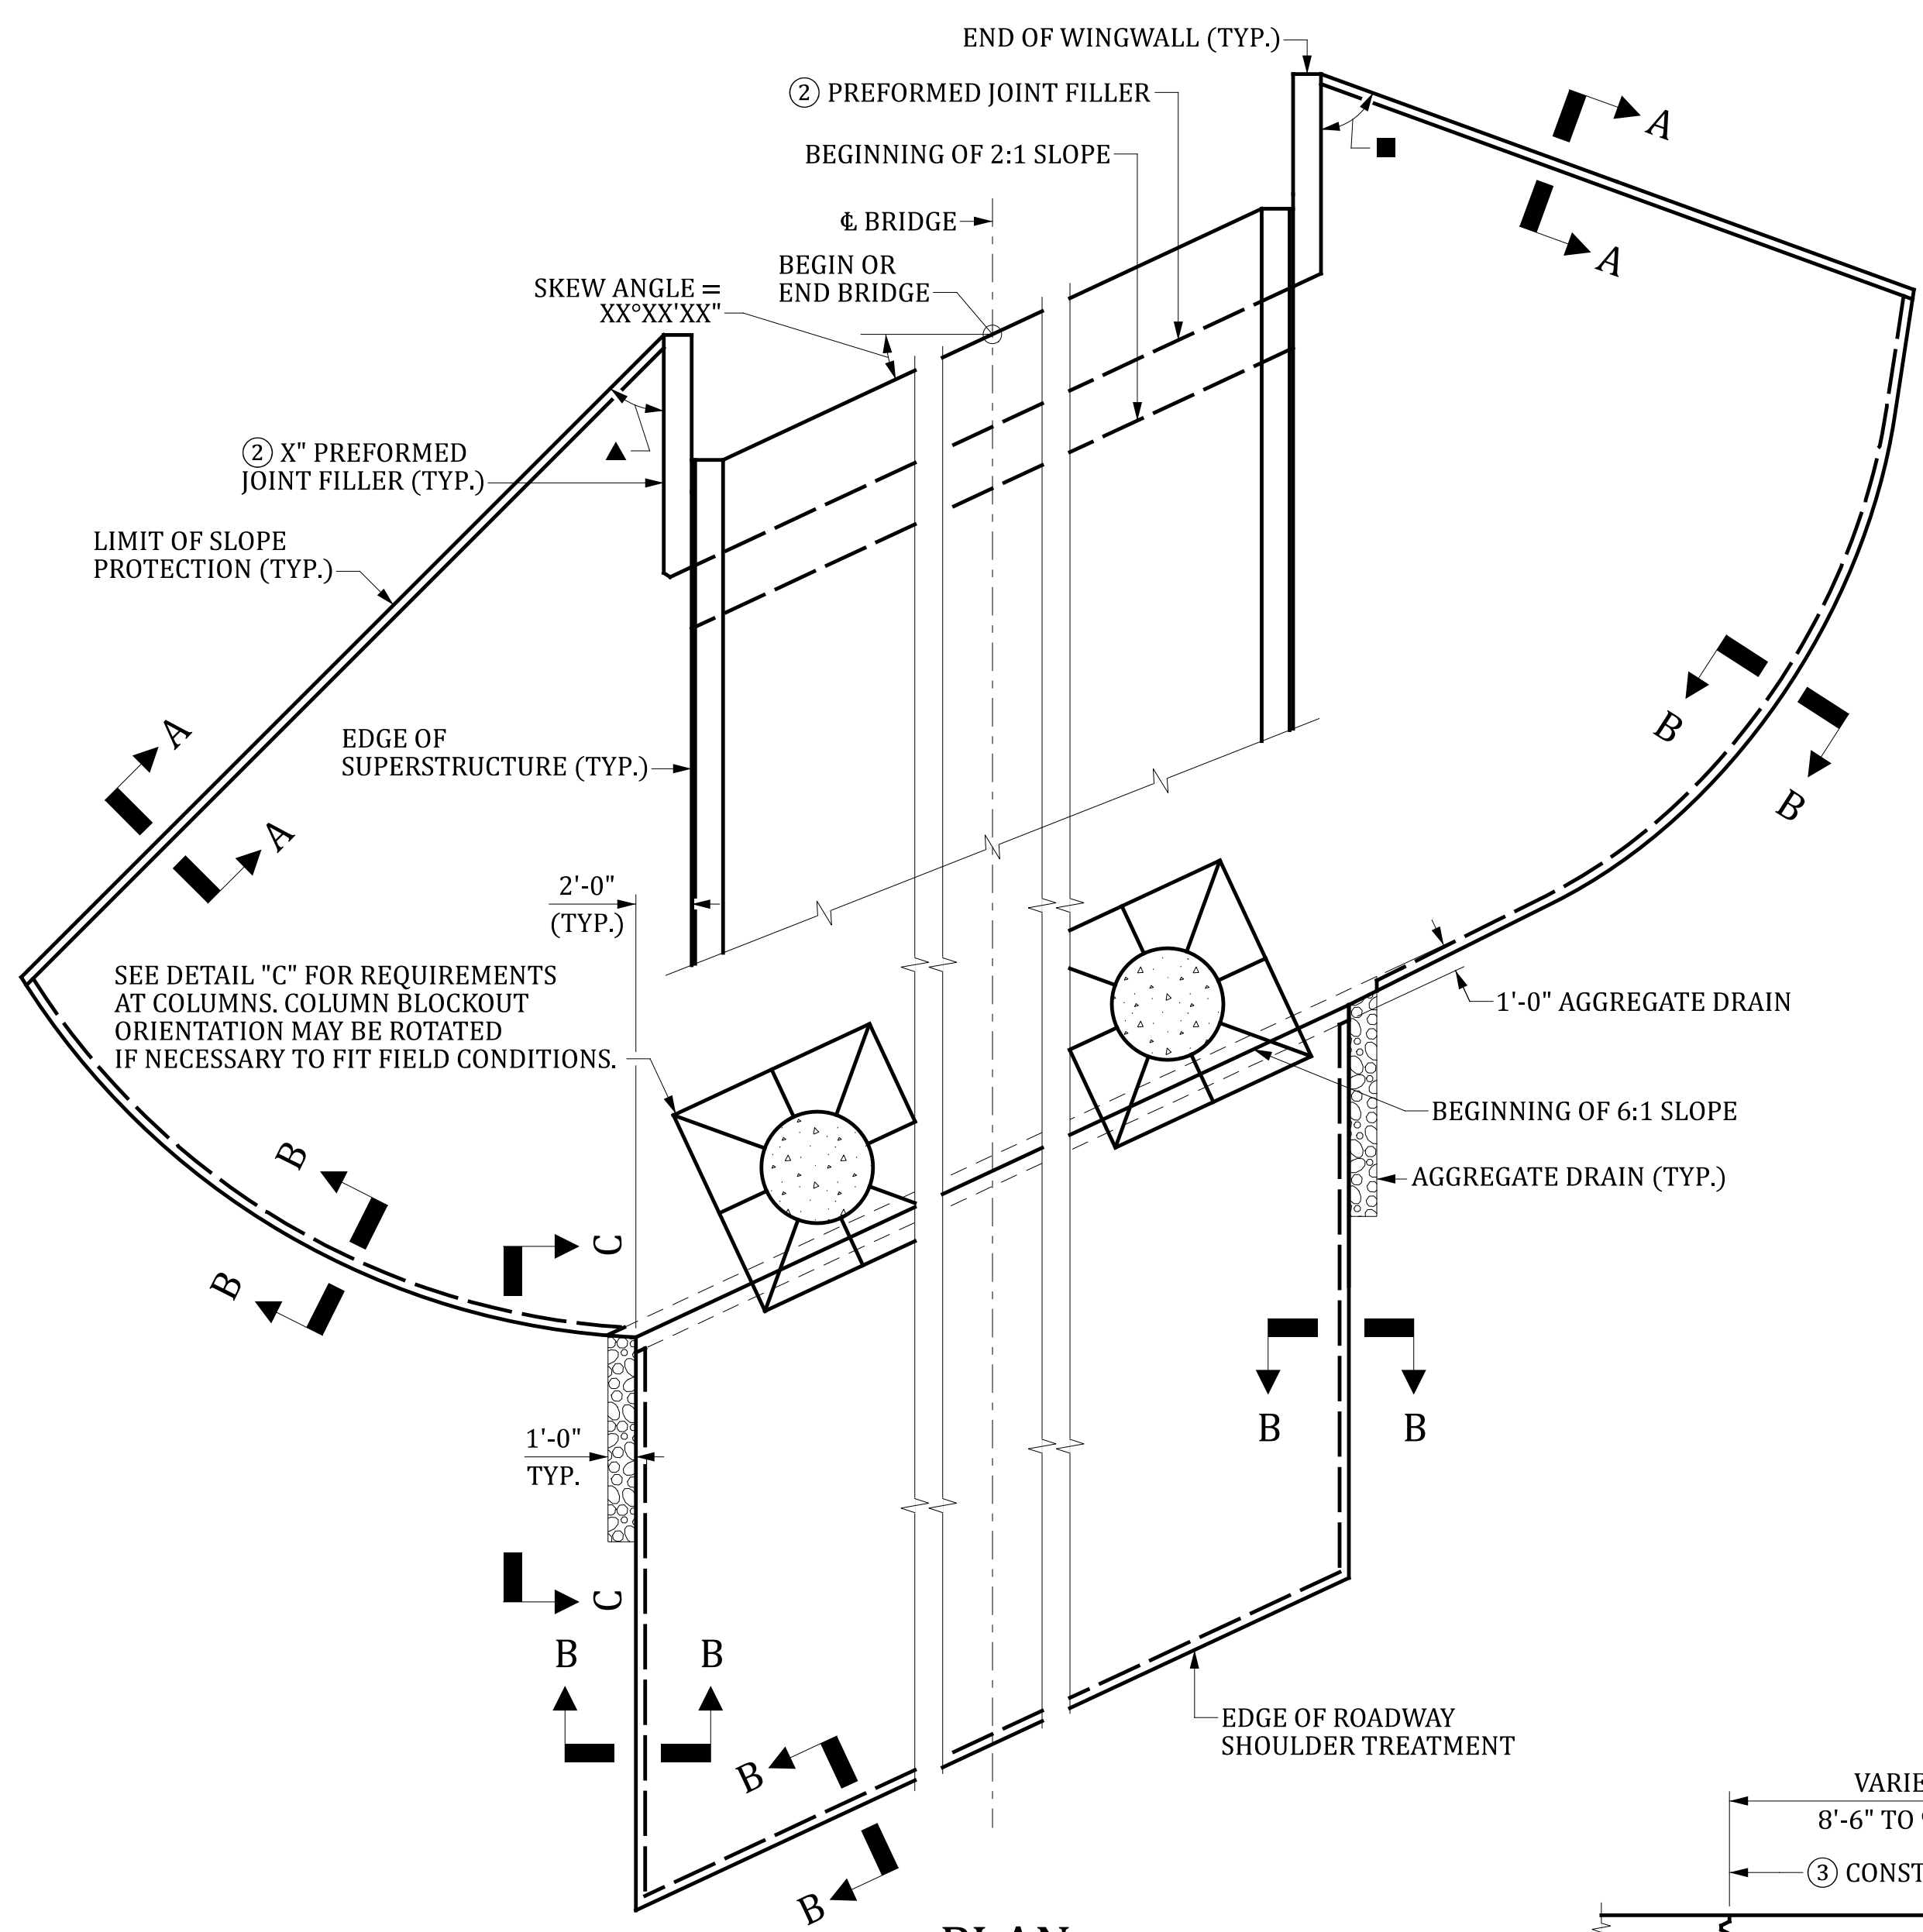 END OF WINGWALL (TYP.)
② PREFORMED JOINT FILLER
BEGINNING OF 2:1 SLOPE
℄ BRIDGE
BEGIN OR
END BRIDGE
SKEW ANGLE =
XX°XX'XX"
② X" PREFORMED
JOINT FILLER (TYP.)
LIMIT OF SLOPE
PROTECTION (TYP.)
A
A
A
A
EDGE OF
SUPERSTRUCTURE (TYP.)
B
B
2'-0"
(TYP.)
SEE DETAIL "C" FOR REQUIREMENTS
AT COLUMNS. COLUMN BLOCKOUT
ORIENTATION MAY BE ROTATED
IF NECESSARY TO FIT FIELD CONDITIONS.
1'-0" AGGREGATE DRAIN
BEGINNING OF 6:1 SLOPE
AGGREGATE DRAIN (TYP.)
B
B
C
B
B
1'-0"
TYP.
C
B
B
EDGE OF ROADWAY
SHOULDER TREATMENT
B
B
VARIE
8'-6" TO
③ CONST
PLAN